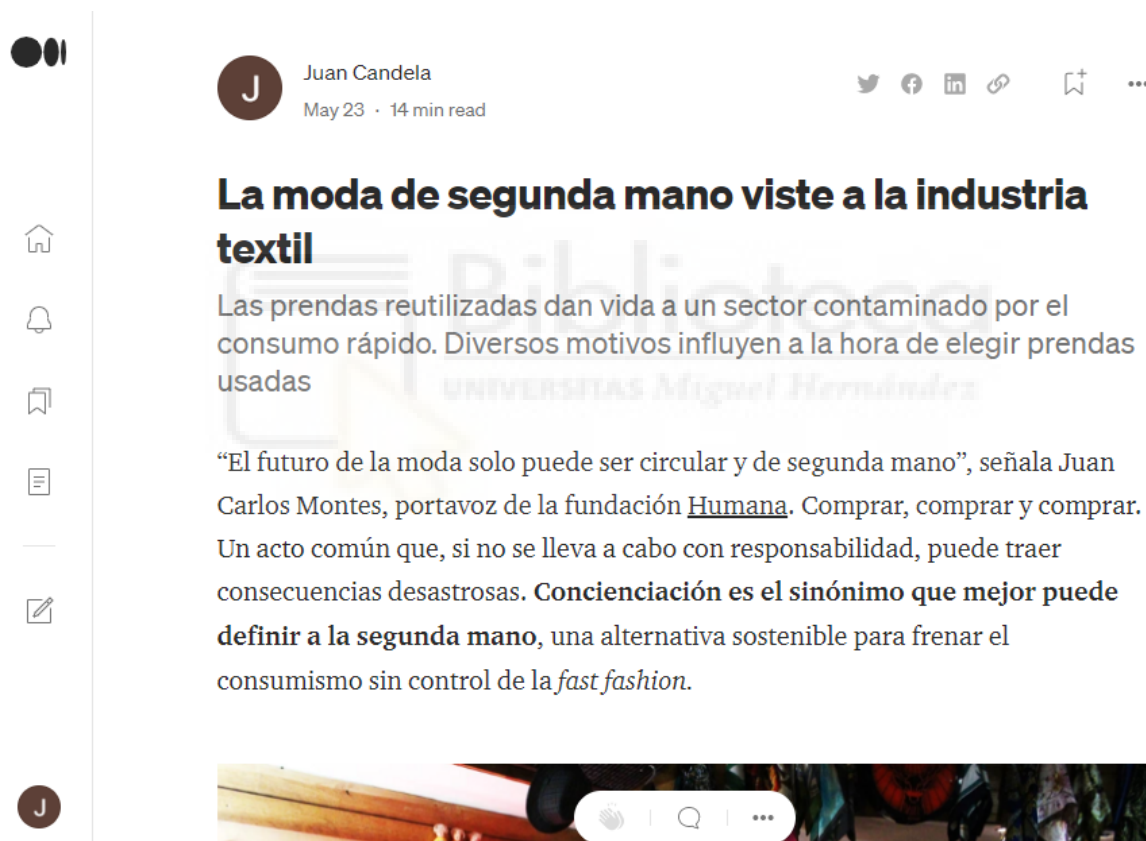 J
Juan Candela
May 23 · 14 min read
La moda de segunda mano viste a la industria
textil
Las prendas reutilizadas dan vida a un sector contaminado por el
consumo rápido. Diversos motivos influyen a la hora de elegir prendas
usadas
Biblioteca
UNIVERSITAS Miguel Hernández
“El futuro de la moda solo puede ser circular y de segunda mano”, señala Juan
Carlos Montes, portavoz de la fundación Humana. Comprar, comprar y comprar.
Un acto común que, si no se lleva a cabo con responsabilidad, puede traer
consecuencias desastrosas. Concienciación es el sinónimo que mejor puede
definir a la segunda mano, una alternativa sostenible para frenar el
consumismo sin control de la fast fashion.
J